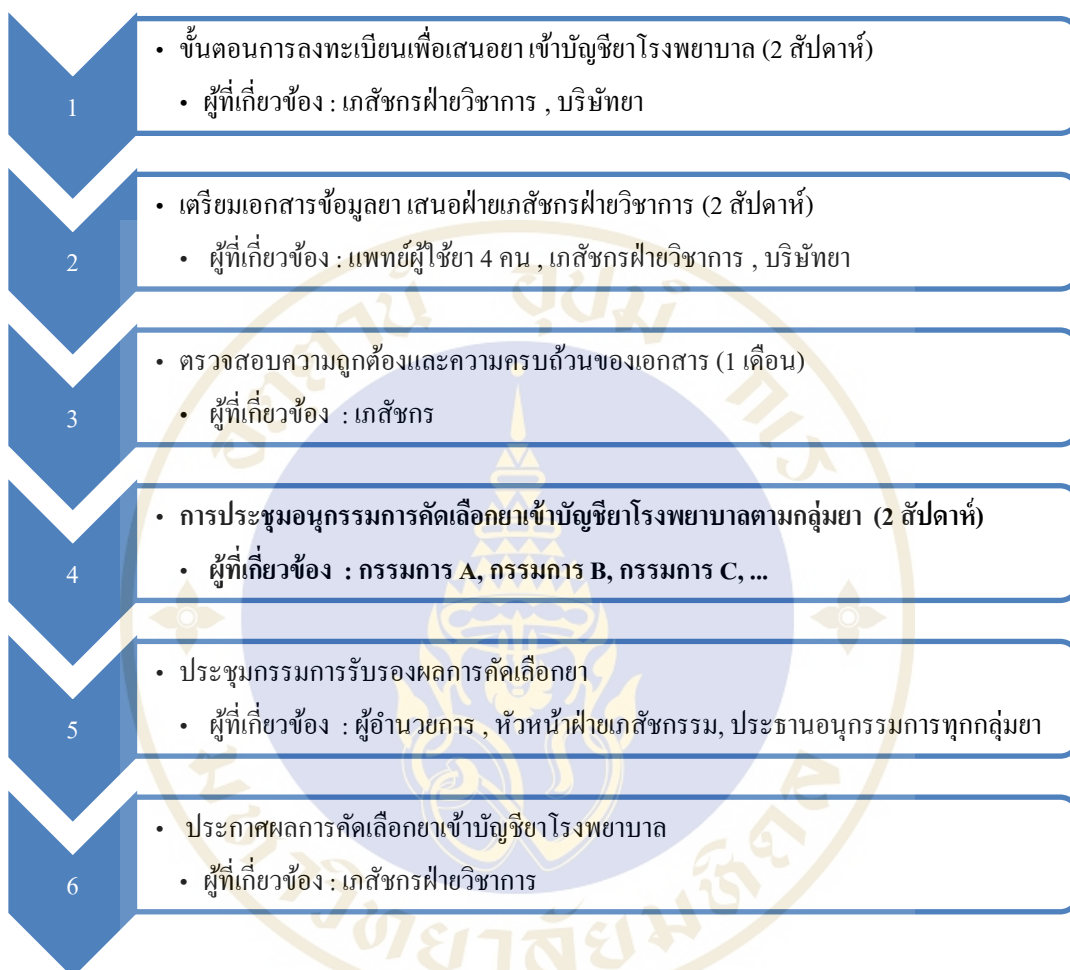 1
• ขั้นตอนการลงทะเบียนเพื่อเสนอยา เข้าบัญชียาโรงพยาบาล (2 สัปดาห์)
• ผู้ที่เกี่ยวข้อง : เภสัชกรฝ่ายวิชาการ , บริษัทยา
2
• เตรียมเอกสารข้อมูลยา เสนอฝ่ายเภสัชกรฝ่ายวิชาการ (2 สัปดาห์)
• ผู้ที่เกี่ยวข้อง : แพทย์ผู้ใช้ยา 4 คน , เภสัชกรฝ่ายวิชาการ , บริษัทยา
3
• ตรวจสอบความถูกต้องและความครบถ้วนของเอกสาร (1 เดือน)
• ผู้ที่เกี่ยวข้อง : เภสัชกร
4
• การประชุมอนุกรรมการคัดเลือกยาเข้าบัญชียาโรงพยาบาลตามกลุ่มยา (2 สัปดาห์)
• ผู้ที่เกี่ยวข้อง : กรรมการ A, กรรมการ B, กรรมการ C, ...
5
• ประชุมกรรมการรับรองผลการคัดเลือกยา
• ผู้ที่เกี่ยวข้อง : ผู้อำนวยการ , หัวหน้าฝ่ายเภสัชกรรม, ประธานอนุกรรมการทุกกลุ่มยา
6
• ประกาศผลการคัดเลือกยาเข้าบัญชียาโรงพยาบาล
• ผู้ที่เกี่ยวข้อง : เภสัชกรฝ่ายวิชาการ
อตฺตานํ อุปมํ กเร
มหาวิทยาลัยมหิดล